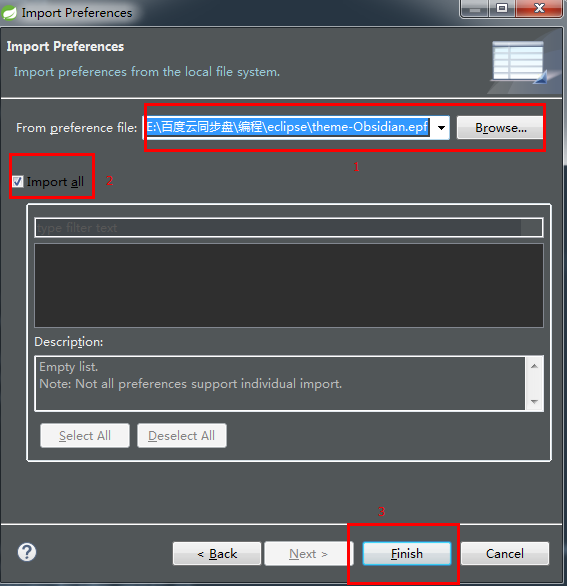 Import Preferences
Import Preferences
Import preferences from the local file system.
From preference file: E:\百度云同步盘\编程\eclipse\theme-Obsidian.epf Browse...
1
Import all 2
type filter text
Description:
Empty list.
Note: Not all preferences support individual import.
Select All Deselect All
3
? < Back Next > Finish Cancel